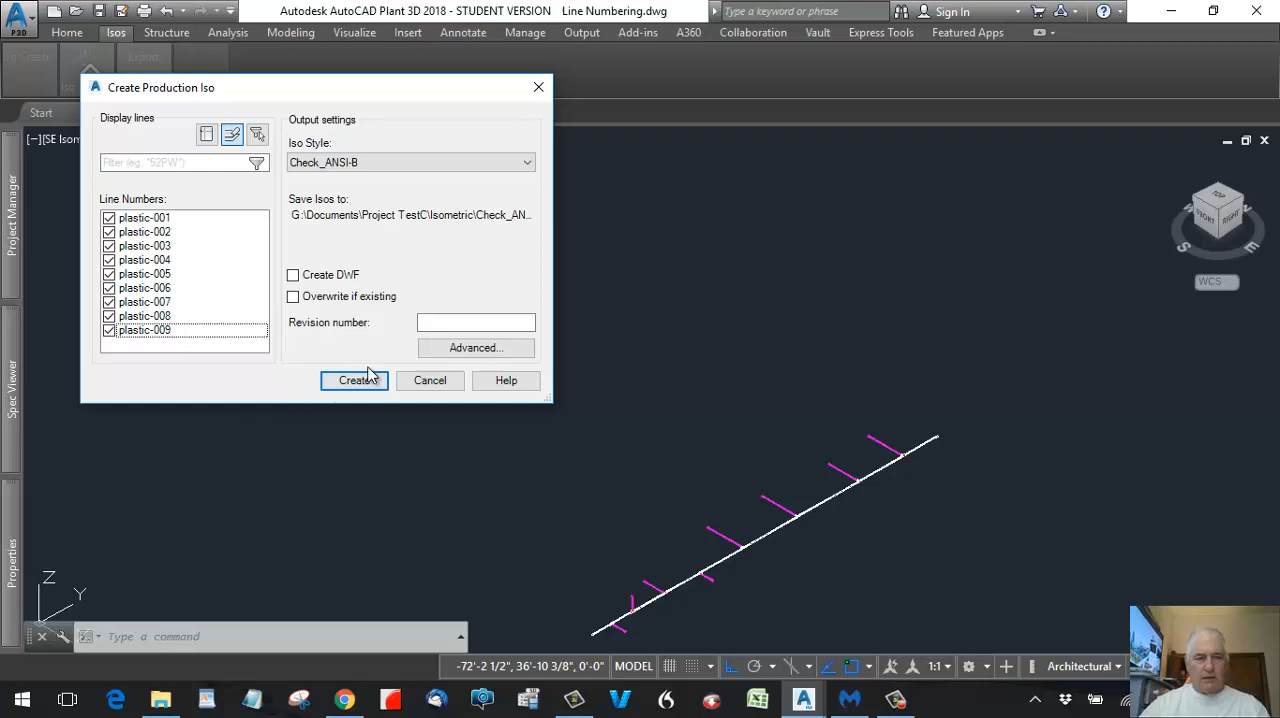 Autodesk AutoCAD Plant 3D 2018 - STUDENT VERSION Line Numbering.dwg
Type a keyword or phrase
Sign In
P3D
Home Isos Structure Analysis Modeling Visualize Insert Annotate Manage Output Add-ins A360 Collaboration Vault Express Tools Featured Apps
Export
Start
Create Production Iso
[−][SE Isom
Display lines
Filter (eg. "52PW")
Line Numbers:
plastic-001
plastic-002
plastic-003
plastic-004
plastic-005
plastic-006
plastic-007
plastic-008
plastic-009
Output settings
Iso Style:
Check_ANSI-B
Save Isos to:
G:\Documents\Project TestC\Isometric\Check_AN...
Create DWF
Overwrite if existing
Revision number:
Advanced...
Create
Cancel
Help
Project Manager
Spec Viewer
Properties
FRONT
RIGHT
W
S
WCS
Z
Y
Type a command
-72'-2 1/2", 36'-10 3/8", 0'-0" MODEL 1:1 Architectural